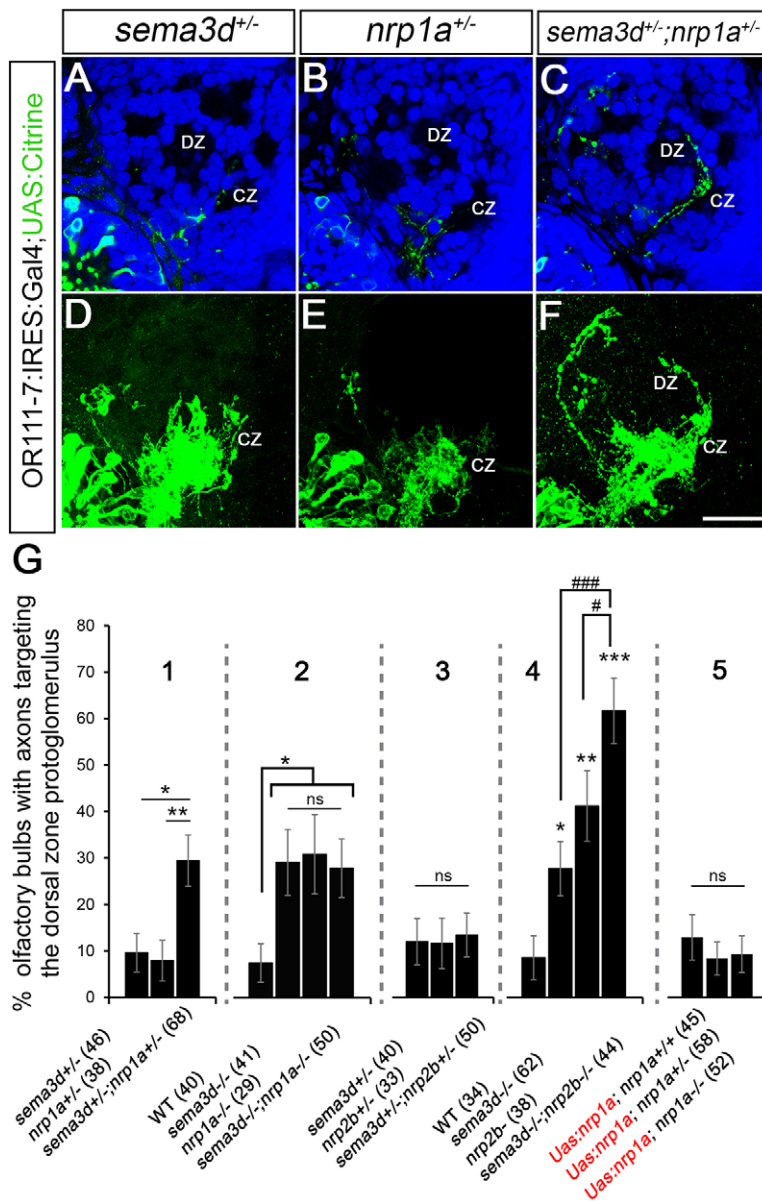 sema3d+/-
nrp1a+/-
sema3d+/-;nrp1a+/-
OR111-7:IRES:Gal4;UAS:Citrine
A
DZ
CZ
B
DZ
CZ
C
DZ
CZ
D
CZ
E
CZ
F
DZ
CZ
G
% olfactory bulbs with axons targeting
the dorsal zone protoglomerulus
80
70
60
50
40
30
20
10
0
1
2
3
4
5
*
**
*
ns
ns
###
#
*
**
***
ns
sema3d+/- (46)
nrp1a+/- (38)
sema3d+/-;nrp1a+/- (68)
WT (40)
sema3d-/- (41)
nrp1a-/- (29)
sema3d-/-;nrp1a-/- (50)
sema3d+/- (40)
nrp2b+/- (33)
sema3d+/-;nrp2b+/- (50)
WT (34)
sema3d-/- (62)
nrp2b-/- (38)
sema3d-/-;nrp2b-/- (44)
Uas:nrp1a; nrp1a+/+ (45)
Uas:nrp1a; nrp1a+/- (58)
Uas:nrp1a; nrp1a-/- (52)